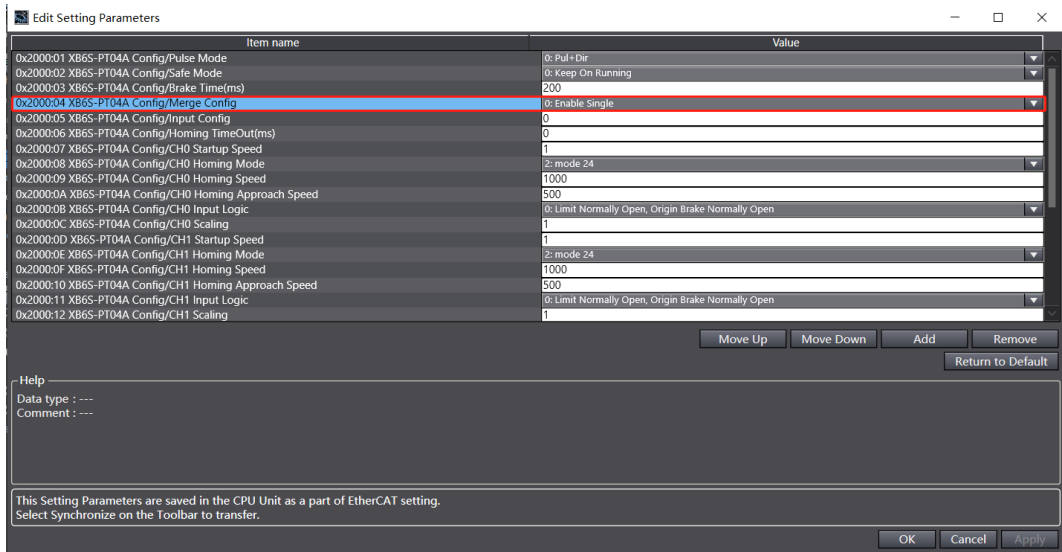 Edit Setting Parameters
Item name Value
0x2000:01 XB6S-PT04A Config/Pulse Mode 0: Pul+Dir
0x2000:02 XB6S-PT04A Config/Safe Mode 0: Keep On Running
0x2000:03 XB6S-PT04A Config/Brake Time(ms) 200
0x2000:04 XB6S-PT04A Config/Merge Config 0: Enable Single
0x2000:05 XB6S-PT04A Config/Input Config 0
0x2000:06 XB6S-PT04A Config/Homing TimeOut(ms) 0
0x2000:07 XB6S-PT04A Config/CH0 Startup Speed 1
0x2000:08 XB6S-PT04A Config/CH0 Homing Mode 2: mode 24
0x2000:09 XB6S-PT04A Config/CH0 Homing Speed 1000
0x2000:0A XB6S-PT04A Config/CH0 Homing Approach Speed 500
0x2000:0B XB6S-PT04A Config/CH0 Input Logic 0: Limit Normally Open, Origin Brake Normally Open
0x2000:0C XB6S-PT04A Config/CH0 Scaling 1
0x2000:0D XB6S-PT04A Config/CH1 Startup Speed 1
0x2000:0E XB6S-PT04A Config/CH1 Homing Mode 2: mode 24
0x2000:0F XB6S-PT04A Config/CH1 Homing Speed 1000
0x2000:10 XB6S-PT04A Config/CH1 Homing Approach Speed 500
0x2000:11 XB6S-PT04A Config/CH1 Input Logic 0: Limit Normally Open, Origin Brake Normally Open
0x2000:12 XB6S-PT04A Config/CH1 Scaling 1
Move Up Move Down Add Remove
Return to Default
Help
Data type : ---
Comment : ---
This Setting Parameters are saved in the CPU Unit as a part of EtherCAT setting.
Select Synchronize on the Toolbar to transfer.
OK Cancel Apply